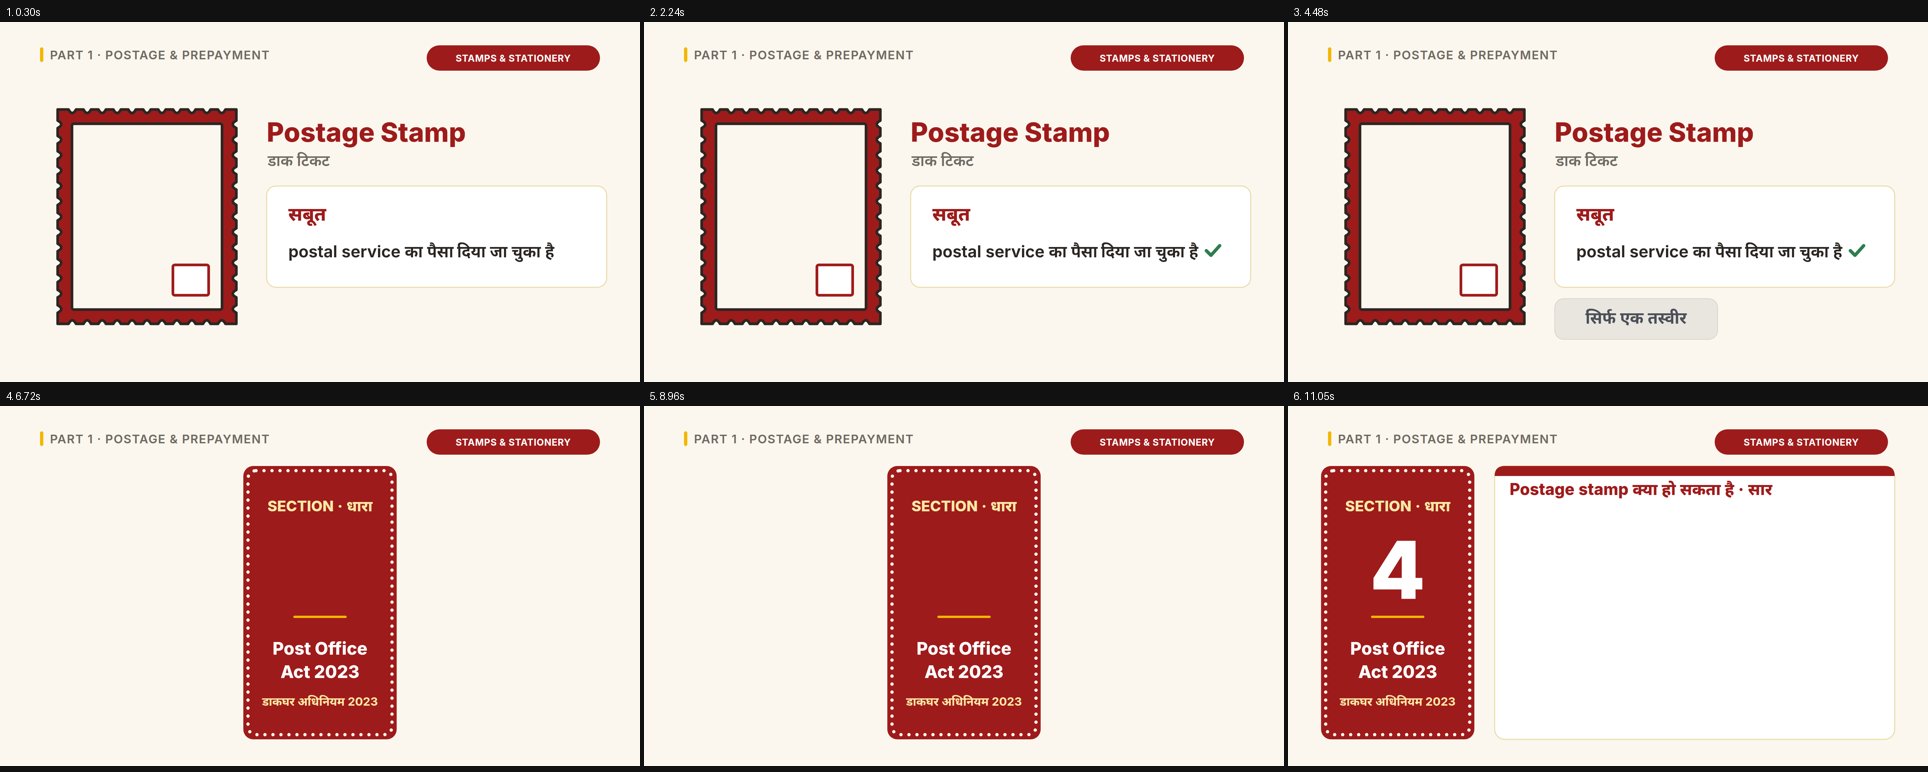 1. 0.30s
PART 1 · POSTAGE & PREPAYMENT
STAMPS & STATIONERY
Postage Stamp
डाक टिकट
सबूत
postal service का पैसा दिया जा चुका है
2. 2.24s
PART 1 · POSTAGE & PREPAYMENT
STAMPS & STATIONERY
Postage Stamp
डाक टिकट
सबूत
postal service का पैसा दिया जा चुका है ✓
3. 4.48s
PART 1 · POSTAGE & PREPAYMENT
STAMPS & STATIONERY
Postage Stamp
डाक टिकट
सबूत
postal service का पैसा दिया जा चुका है ✓
सिर्फ एक तस्वीर
4. 6.72s
PART 1 · POSTAGE & PREPAYMENT
STAMPS & STATIONERY
SECTION · धारा
Post Office
Act 2023
डाकघर अधिनियम 2023
5. 8.96s
PART 1 · POSTAGE & PREPAYMENT
STAMPS & STATIONERY
SECTION · धारा
Post Office
Act 2023
डाकघर अधिनियम 2023
6. 11.05s
PART 1 · POSTAGE & PREPAYMENT
STAMPS & STATIONERY
SECTION · धारा
4
Post Office
Act 2023
डाकघर अधिनियम 2023
Postage stamp क्या हो सकता है · सार